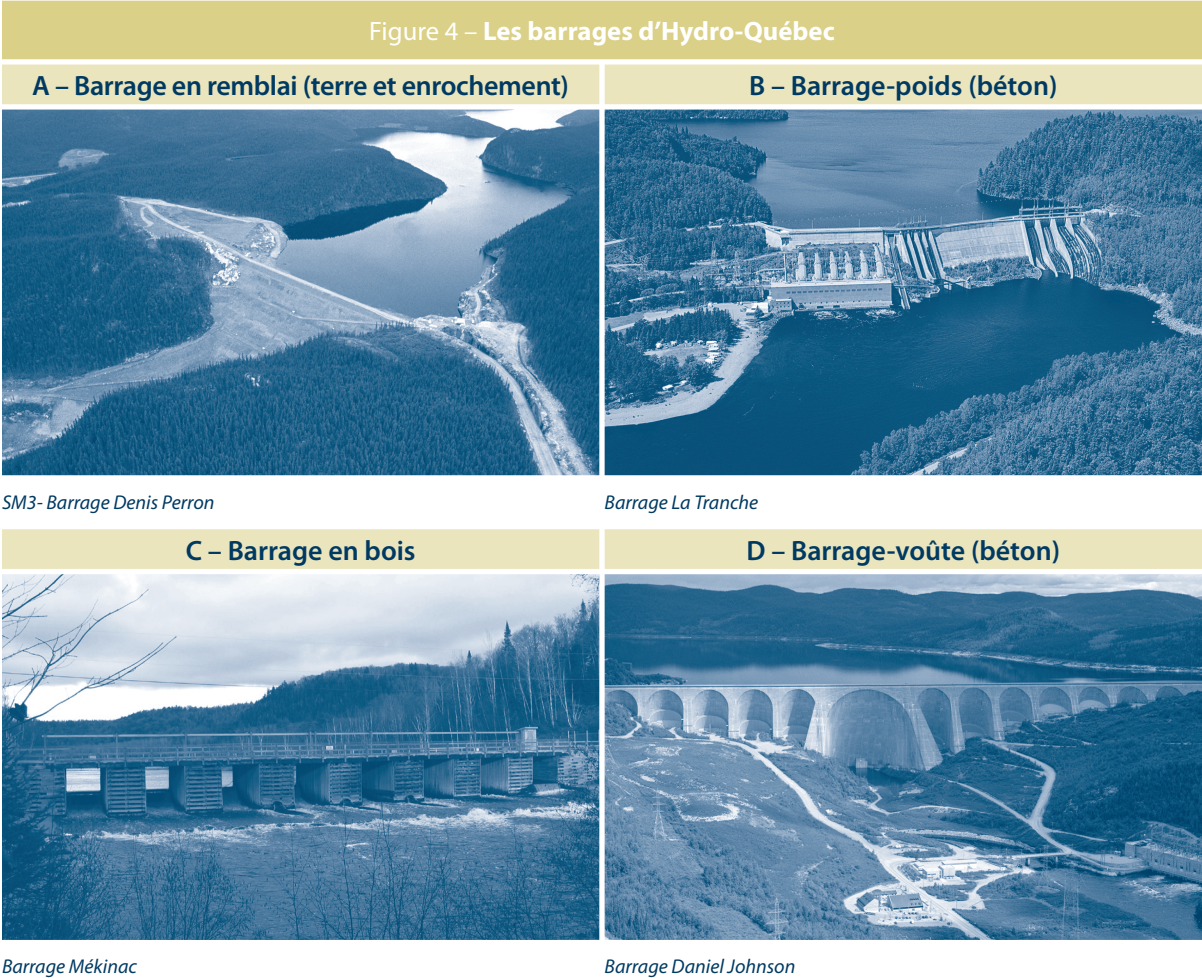 Figure 4 – Les barrages d’Hydro-Québec
A – Barrage en remblai (terre et enrochement)
B – Barrage-poids (béton)
SM3- Barrage Denis Perron
Barrage La Tranche
C – Barrage en bois
D – Barrage-voûte (béton)
Barrage Mékinac
Barrage Daniel Johnson